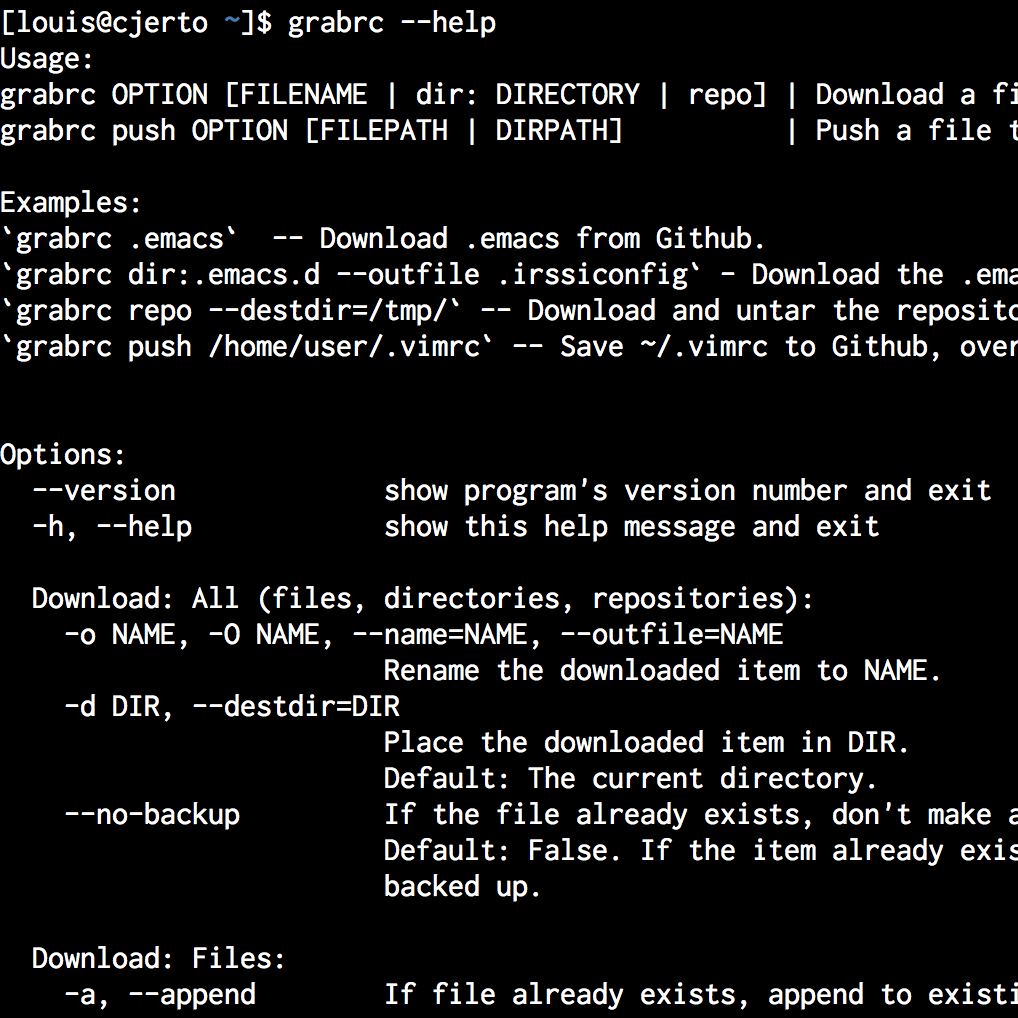 [louis@cjerto ~]$ grabrc --help
Usage:
grabrc OPTION [FILENAME | dir: DIRECTORY | repo] | Download a
grabrc push OPTION [FILEPATH | DIRPATH]          | Push a file

Examples:
`grabrc .emacs`  -- Download .emacs from Github.
`grabrc dir:.emacs.d --outfile .irssiconfig` - Download the
`grabrc repo --destdir=/tmp/` -- Download and untar the
`grabrc push /home/user/.vimrc` -- Save ~/.vimrc to Github,

Options:
  --version             show program's version number and exit
  -h, --help            show this help message and exit

  Download: All (files, directories, repositories):
    -o NAME, -O NAME, --name=NAME, --outfile=NAME
                        Rename the downloaded item to NAME.
    -d DIR, --destdir=DIR
                        Place the downloaded item in DIR.
                        Default: The current directory.
    --no-backup         If the file already exists, don't make
                        Default: False. If the item already
                        backed up.

  Download: Files:
    -a, --append        If file already exists, append to